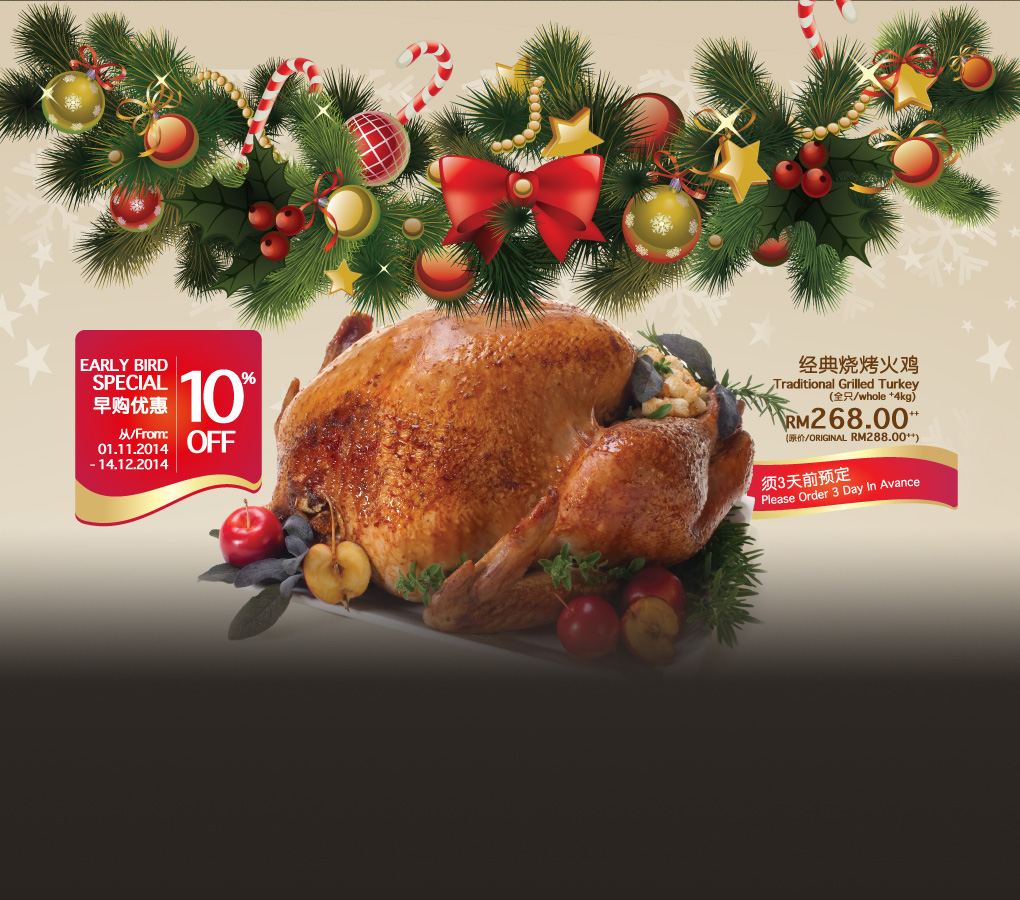 EARLY BIRD
SPECIAL
早购优惠
从/From:
01.11.2014
- 14.12.2014
10%
OFF
经典烧烤火鸡
Traditional Grilled Turkey
(全只/whole +4kg)
RM268.00++
(原价/ORIGINAL RM288.00++)
须3天前预定
Please Order 3 Day In Avance